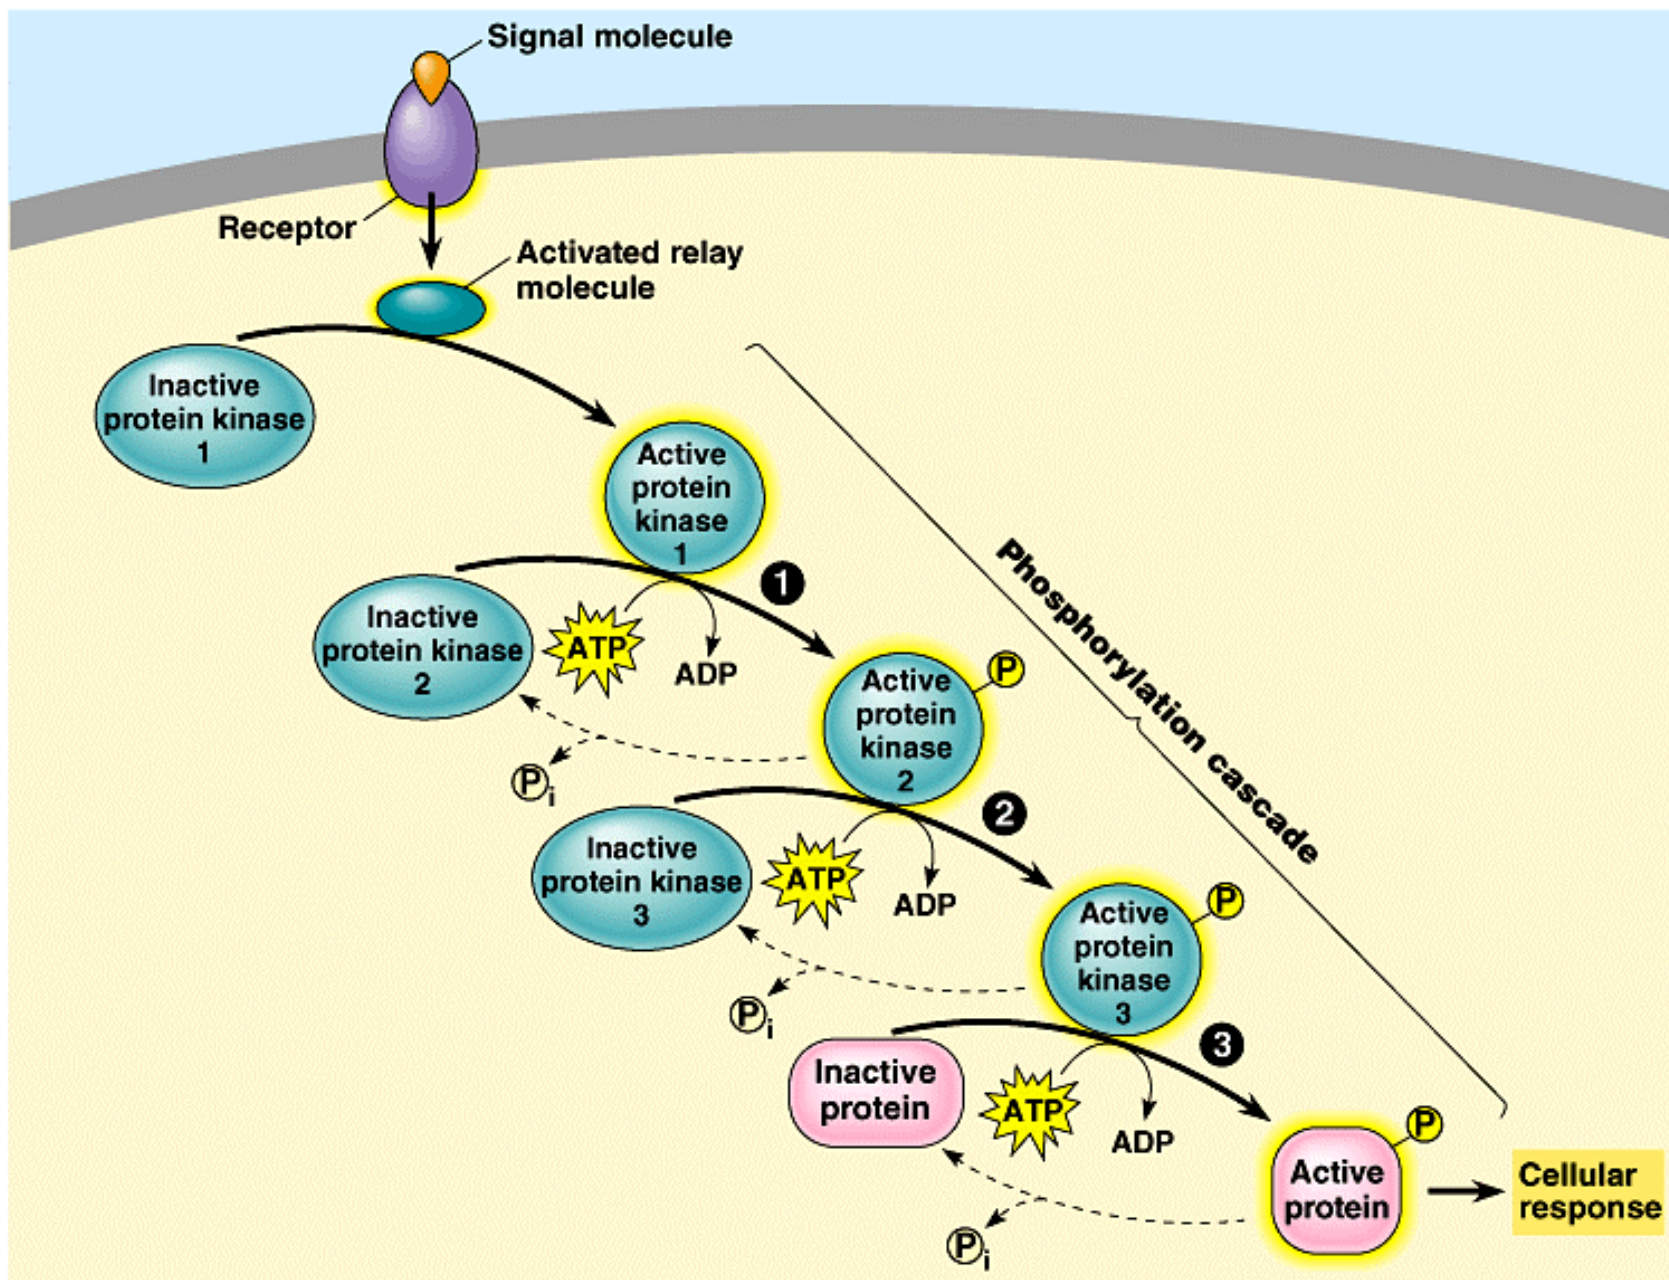 Signal molecule
Receptor
Activated relay
molecule
Inactive
protein kinase
1
Active
protein
kinase
1
1
Phosphorylation cascade
Inactive
protein kinase
2
ATP
ADP
P
Active
protein
kinase
2
Pi
2
Inactive
protein kinase
3
ATP
ADP
P
Active
protein
kinase
3
Pi
3
Inactive
protein
ATP
ADP
P
Active
protein
Cellular
response
Pi